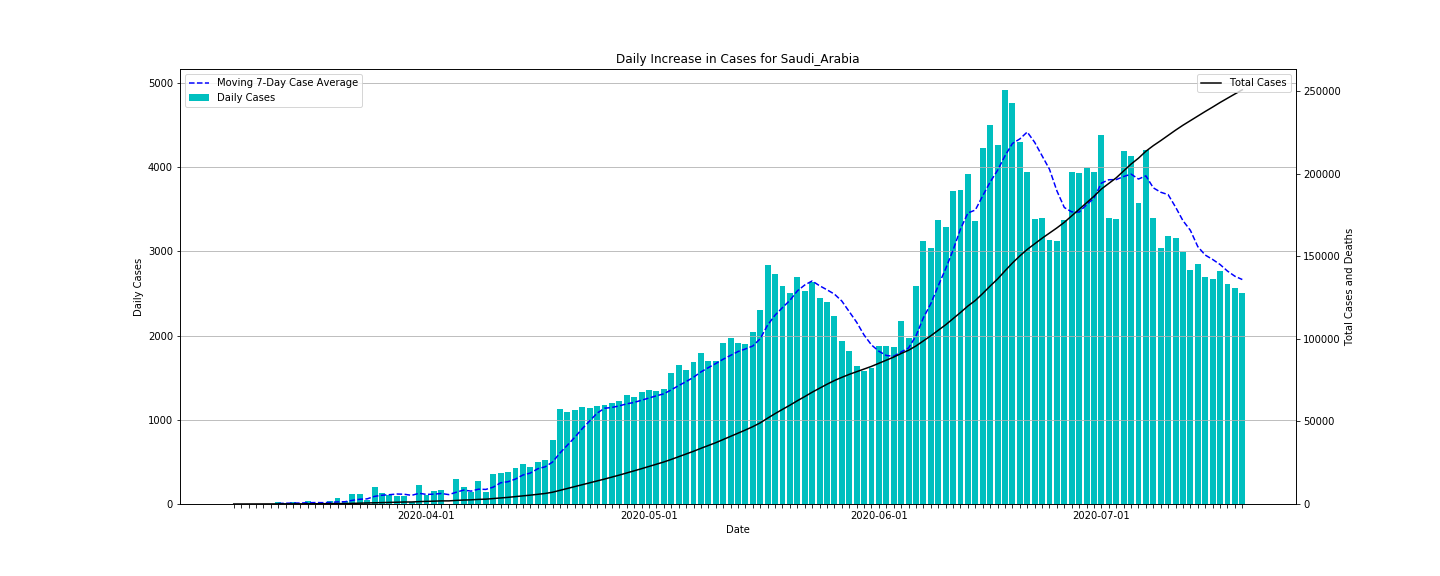 Daily Increase in Cases for Saudi_Arabia
Moving 7-Day Case Average
Daily Cases
Total Cases
5000
4000
3000
2000
1000
0
Daily Cases
250000
200000
150000
100000
50000
0
Total Cases and Deaths
2020-04-01
2020-05-01
2020-06-01
2020-07-01
Date